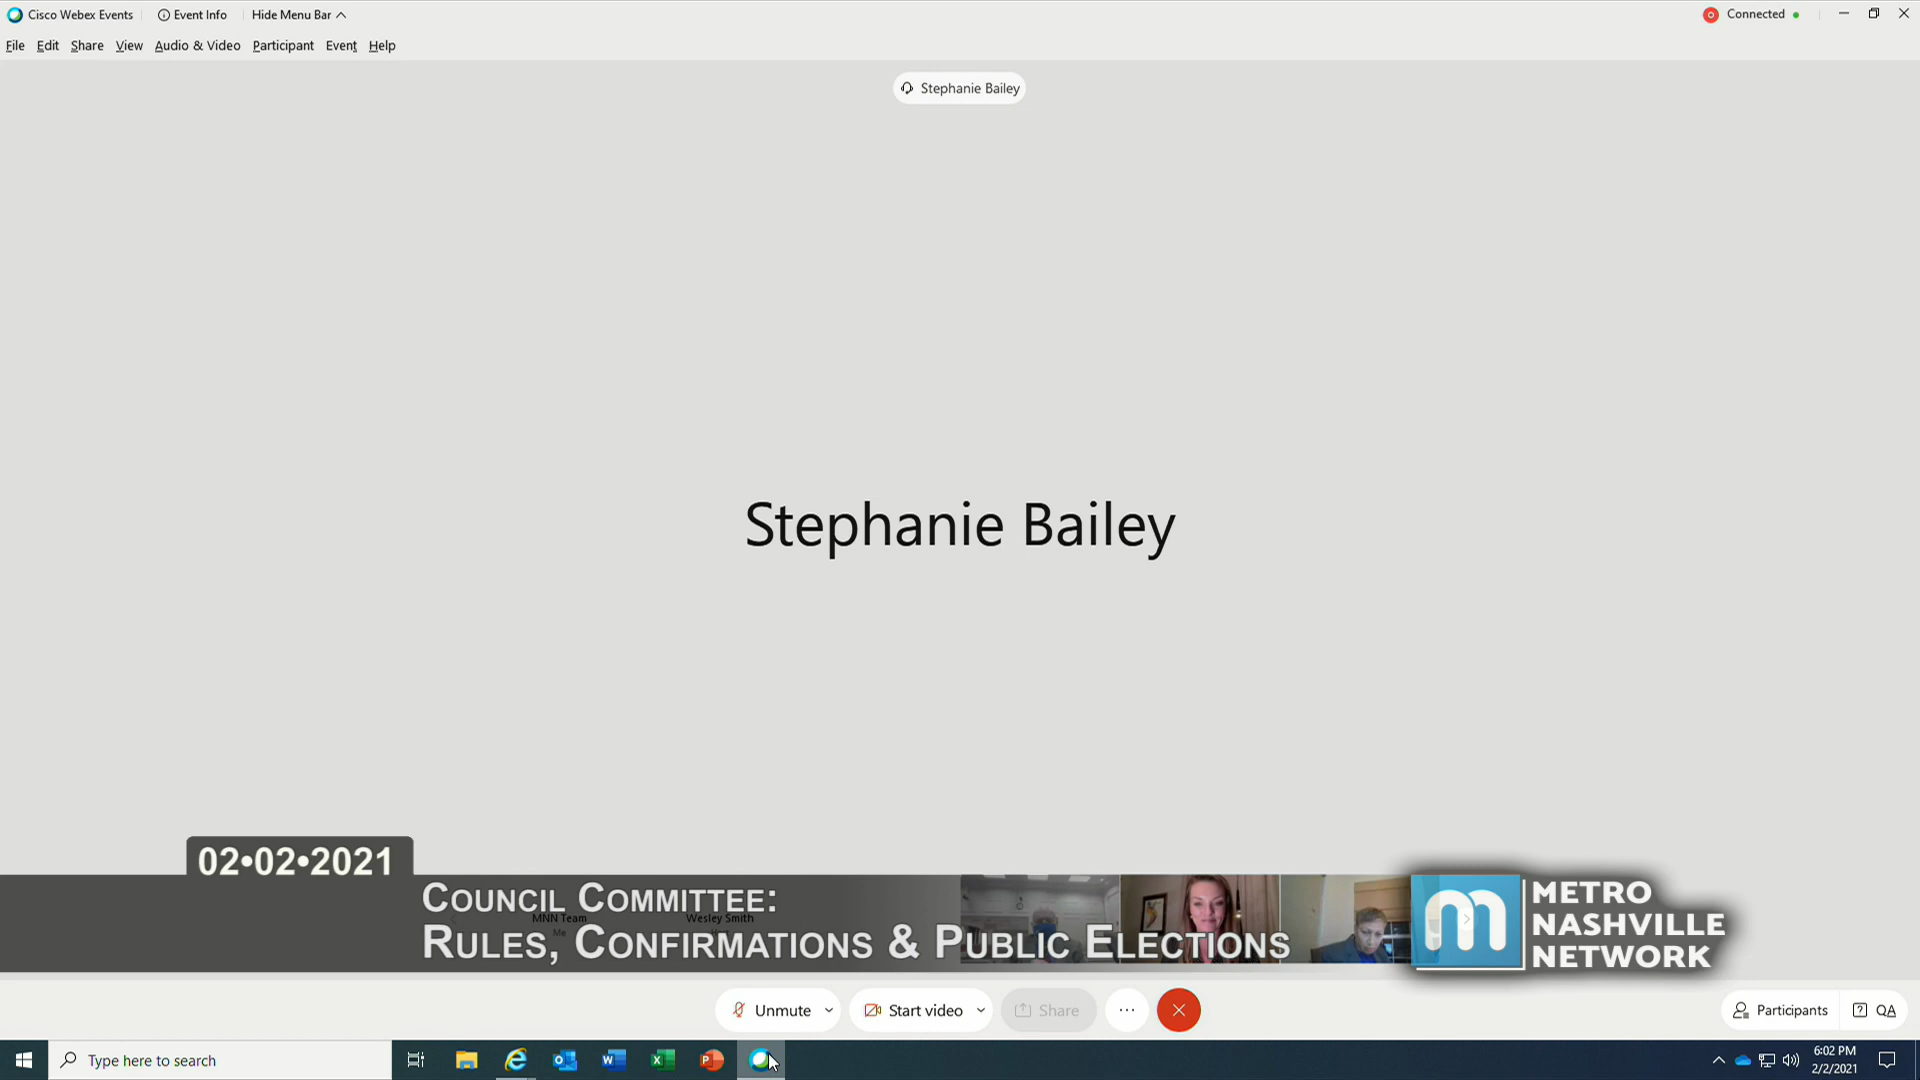 Cisco Webex Events
Event Info
Hide Menu Bar
Connected
File Edit Share View Audio & Video Participant Event Help
Stephanie Bailey
Stephanie Bailey
02•02•2021
COUNCIL COMMITTEE:
MNN Team
Me
Wesley Smith
RULES, CONFIRMATIONS & PUBLIC ELECTIONS
METRO
NASHVILLE
NETWORK
Unmute
Start video
Share
Participants
QA
Type here to search
6:02 PM
2/2/2021